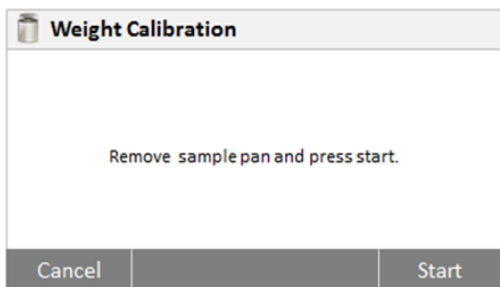 Weight Calibration
Remove sample pan and press start.
Cancel
Start